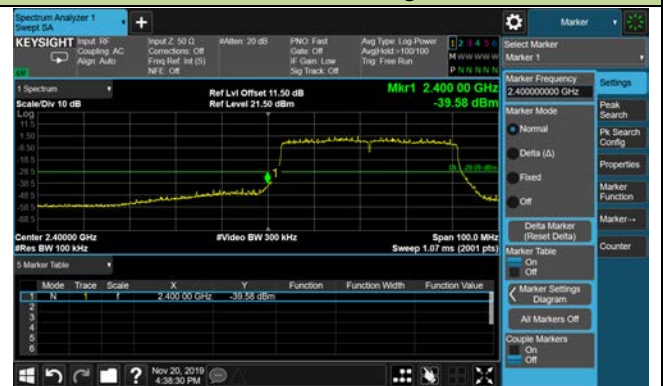 Spectrum Analyzer 1
Swept SA
Marker
KEYSIGHT
Input: RF
Coupling: AC
Align: Auto
Input Z: 50 Ω
Corrections: Off
Freq Ref: Int (S)
NFE: Off
#Atten: 20 dB
PNO: Fast
Gate: Off
IF Gain: Low
Sig Track: Off
Avg Type: Log-Power
Avg|Hold: >100/100
Trig: Free Run
1 2 3 4 5 6
M W W W W W
P N N N N N
Select Marker
Marker 1
1 Spectrum
Scale/Div 10 dB
Log
Ref Lvl Offset 11.50 dB
Ref Level 21.50 dBm
Mkr1 2.400 00 GHz
-39.58 dBm
11.5
1.50
-8.50
-18.5
-28.5
-38.5
-48.5
-58.5
-68.5
1
Center 2.40000 GHz
#Res BW 100 kHz
#Video BW 300 kHz
Span 100.0 MHz
Sweep 1.07 ms (2001 pts)
5 Marker Table
Mode Trace Scale X Y Function Function Width Function Value
1 N 1 f 2.400 00 GHz -39.58 dBm
2
3
4
5
6
Marker Frequency
2.400000000 GHz
Marker Mode
Normal
Delta (Δ)
Fixed
Off
Delta Marker
(Reset Delta)
Marker Table
On
Off
Marker Settings
Diagram
All Markers Off
Couple Markers
On
Off
Settings
Peak
Search
Pk Search
Config
Properties
Marker
Function
Marker→
Counter
Nov 20, 2019
4:38:30 PM